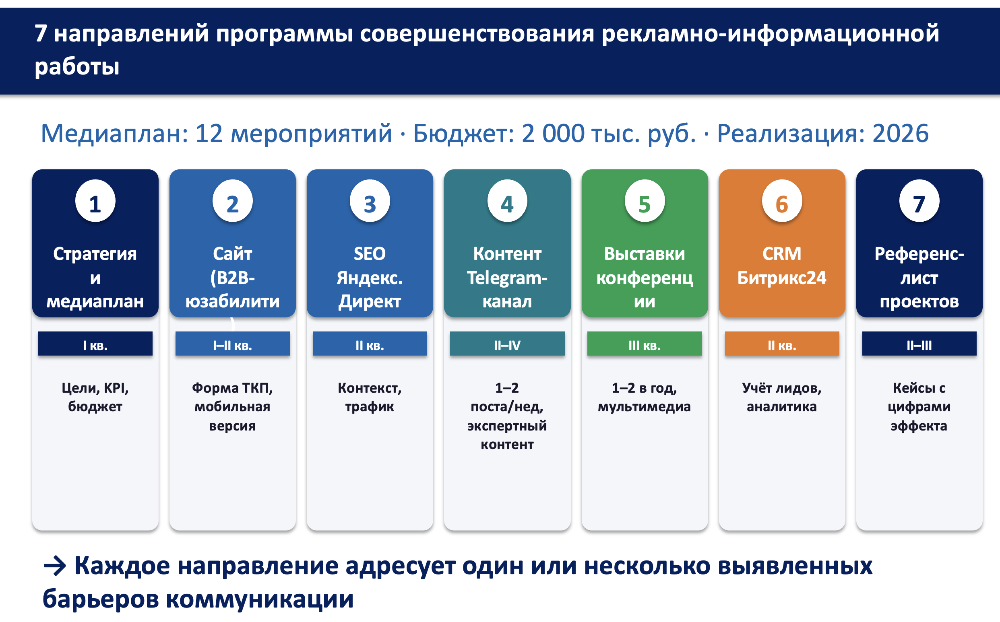 7 направлений программы совершенствования рекламно-информационной
работы
Медиаплан: 12 мероприятий · Бюджет: 2 000 тыс. руб. · Реализация: 2026
1
Стратегия
и
медиаплан
I кв.
Цели, KPI,
бюджет
2
Сайт
(B2B-
юзабилити
)
I–II кв.
Форма ТКП,
мобильная
версия
3
SEO
Яндекс.
Директ
II кв.
Контекст,
трафик
4
Контент
Telegram-
канал
II–IV
1–2
поста/нед,
экспертный
контент
5
Выставки
конференц
ии
III кв.
1–2 в год,
мультимедиа
6
CRM
Битрикс24
II кв.
Учёт лидов,
аналитика
7
Референс-
лист
проектов
II–III
Кейсы с
цифрами
эффекта
→ Каждое направление адресует один или несколько выявленных
барьеров коммуникации